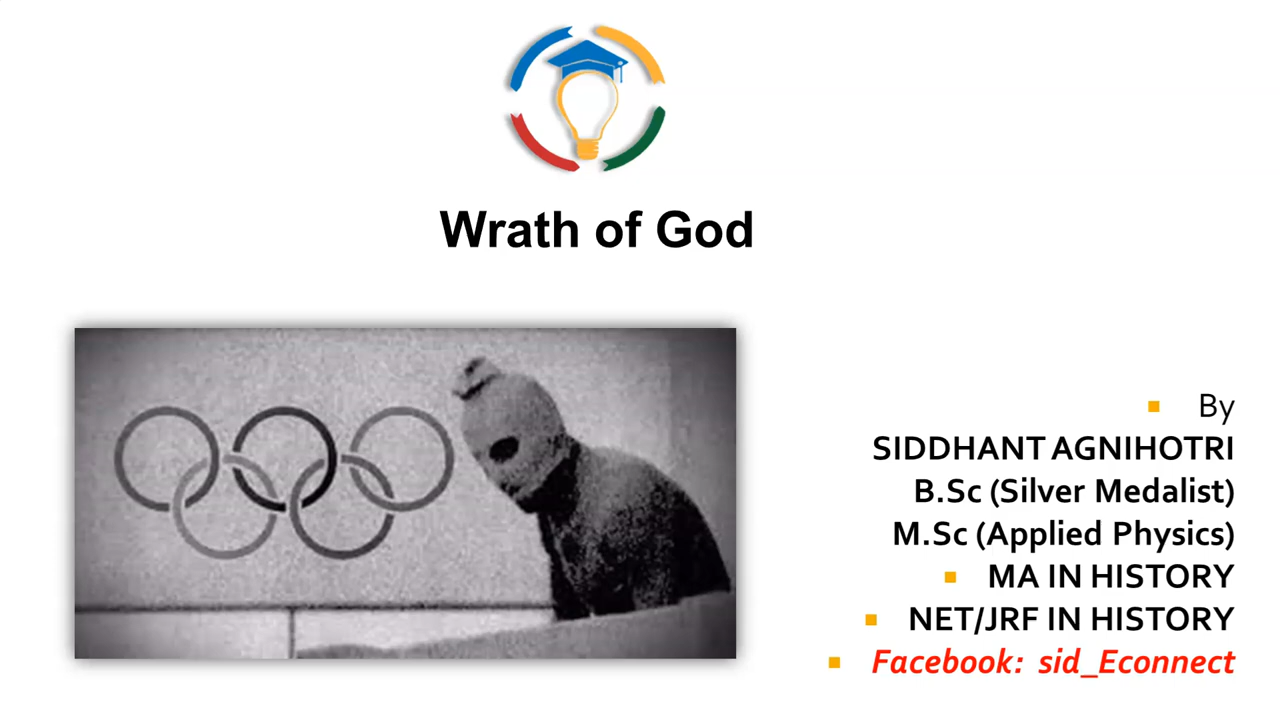 Wrath of God
By
SIDDHANT AGNIHOTRI
B.Sc (Silver Medalist)
M.Sc (Applied Physics)
MA IN HISTORY
NET/JRF IN HISTORY
Facebook: sid_Econnect